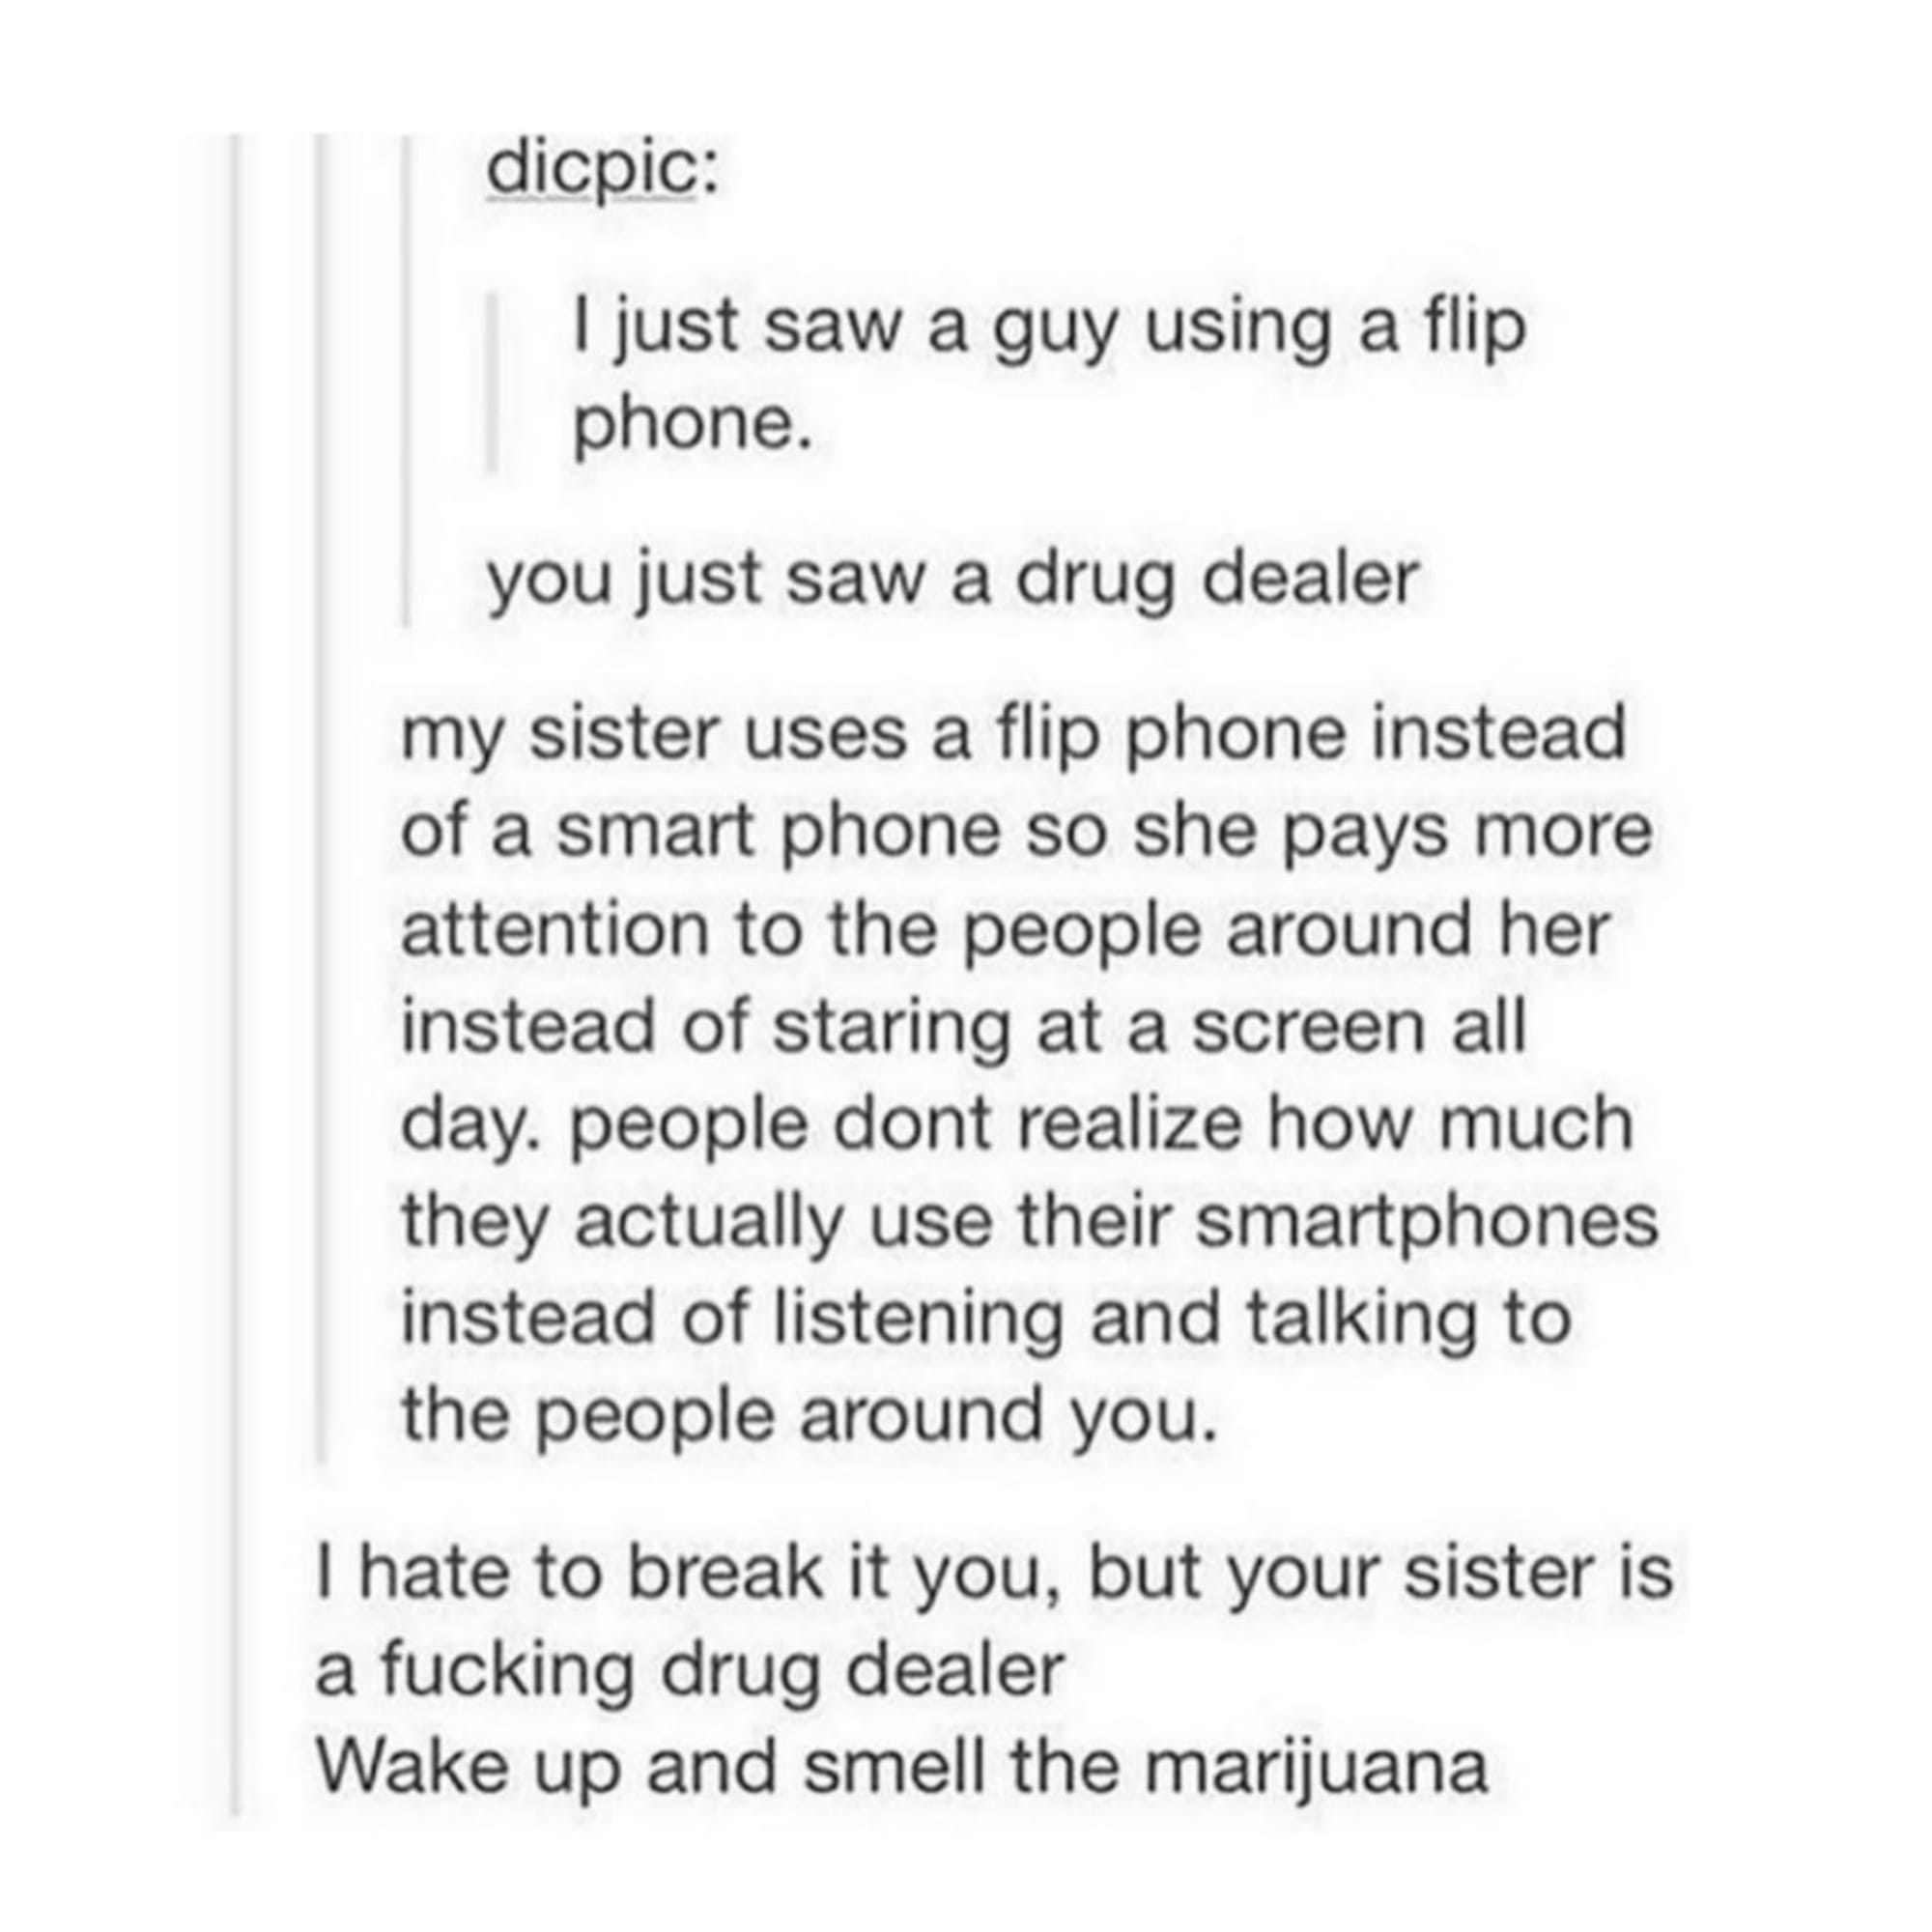 dicpic:
I just saw a guy using a flip
phone.
you just saw a drug dealer
my sister uses a flip phone instead
of a smart phone so she pays more
attention to the people around her
instead of staring at a screen all
day. people dont realize how much
they actually use their smartphones
instead of listening and talking to
the people around you.
I hate to break it you, but your sister is
a fucking drug dealer
Wake up and smell the marijuana